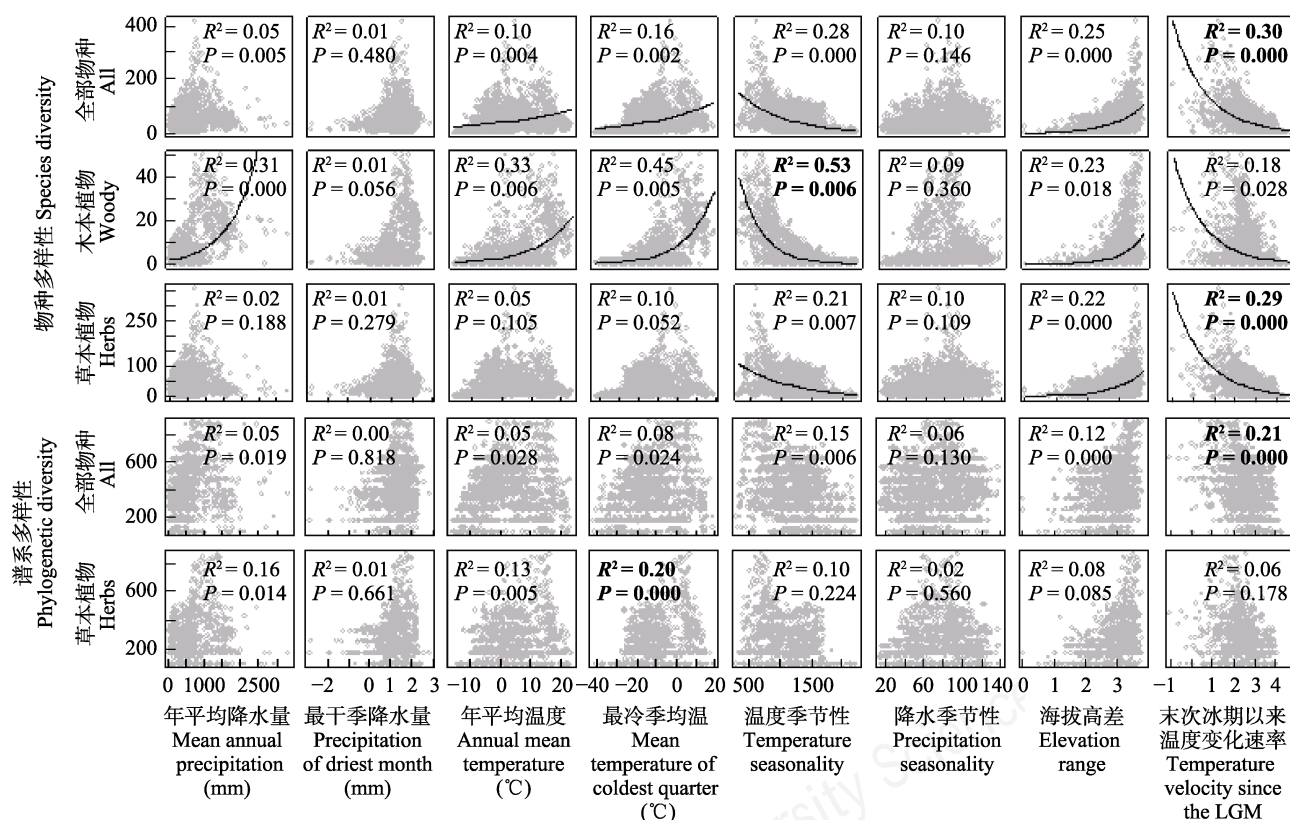 物种多样性 Species diversity
全部物种
All
400
200
0
R² = 0.05
P = 0.005
R² = 0.01
P = 0.480
R² = 0.10
P = 0.004
R² = 0.16
P = 0.002
R² = 0.28
P = 0.000
R² = 0.10
P = 0.146
R² = 0.25
P = 0.000
R² = 0.30
P = 0.000
木本植物
Woody
40
20
0
R² = 0.31
P = 0.000
R² = 0.01
P = 0.056
R² = 0.33
P = 0.006
R² = 0.45
P = 0.005
R² = 0.53
P = 0.006
R² = 0.09
P = 0.360
R² = 0.23
P = 0.018
R² = 0.18
P = 0.028
草本植物
Herbs
250
100
0
R² = 0.02
P = 0.188
R² = 0.01
P = 0.279
R² = 0.05
P = 0.105
R² = 0.10
P = 0.052
R² = 0.21
P = 0.007
R² = 0.10
P = 0.109
R² = 0.22
P = 0.000
R² = 0.29
P = 0.000
谱系多样性
Phylogenetic diversity
全部物种
All
600
200
R² = 0.05
P = 0.019
R² = 0.00
P = 0.818
R² = 0.05
P = 0.028
R² = 0.08
P = 0.024
R² = 0.15
P = 0.006
R² = 0.06
P = 0.130
R² = 0.12
P = 0.000
R² = 0.21
P = 0.000
草本植物
Herbs
600
200
R² = 0.16
P = 0.014
R² = 0.01
P = 0.661
R² = 0.13
P = 0.005
R² = 0.20
P = 0.000
R² = 0.10
P = 0.224
R² = 0.02
P = 0.560
R² = 0.08
P = 0.085
R² = 0.06
P = 0.178
0 1000 2500
−2 0 1 2 3
−10 0 10 20
−40 −20 0 20
500 1500
20 60 100 140
0 1 2 3
−1 1 2 3 4
年平均降水量
Mean annual
precipitation
(mm)
最干季降水量
Precipitation
of driest month
(mm)
年平均温度
Annual mean
temperature
(℃)
最冷季均温
Mean
temperature of
coldest quarter
(℃)
温度季节性
Temperature
seasonality
降水季节性
Precipitation
seasonality
海拔高差
Elevation
range
末次冰期以来
温度变化速率
Temperature
velocity since
the LGM